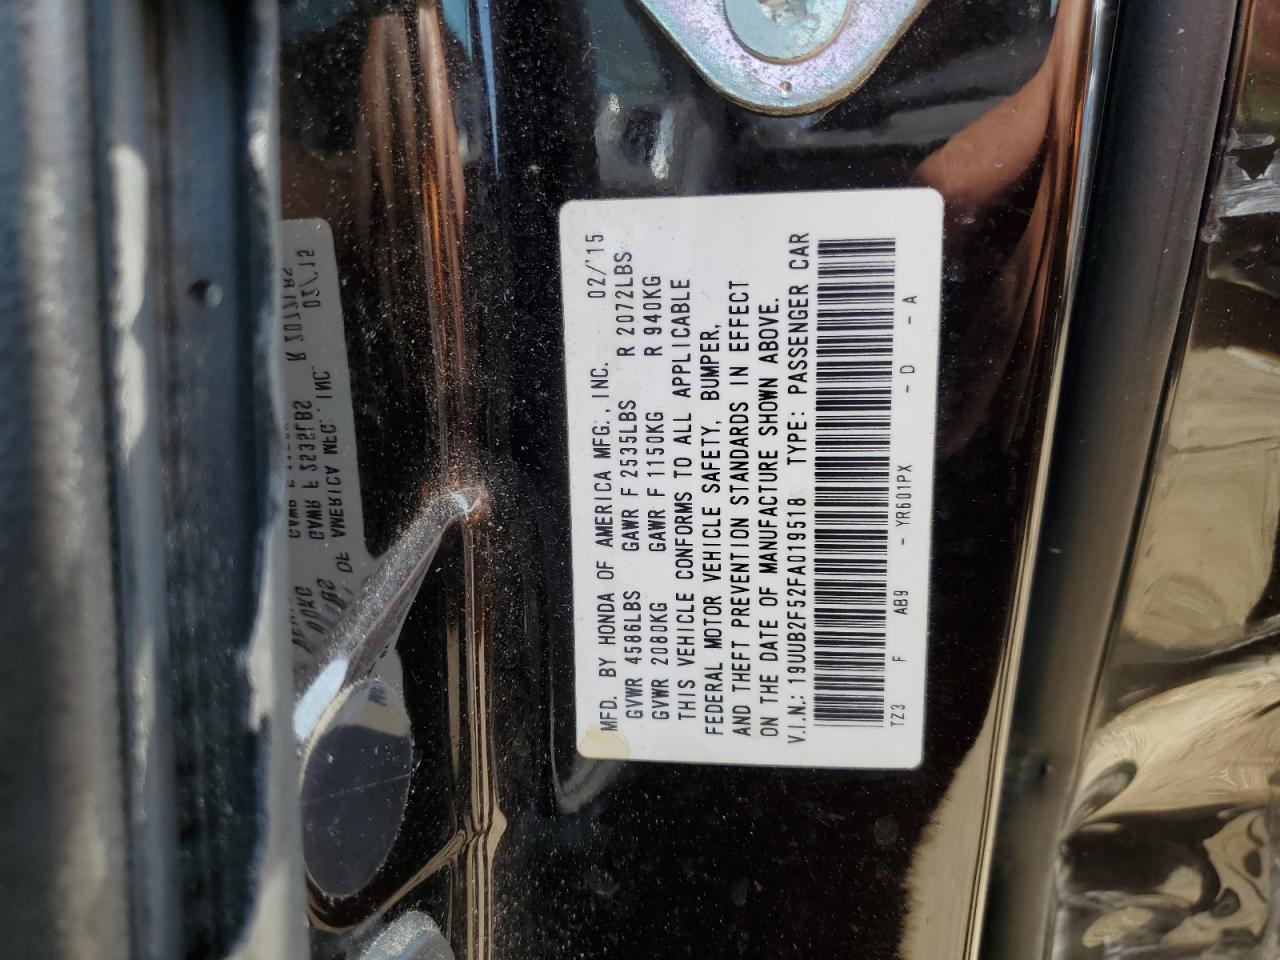 MFD. BY HONDA OF AMERICA MFG., INC. 02/'15
GVWR 4586LBS GAWR F 2535LBS R 2072LBS
GVWR 2080KG GAWR F 1150KG R 940KG
THIS VEHICLE CONFORMS TO ALL APPLICABLE
FEDERAL MOTOR VEHICLE SAFETY, BUMPER,
AND THEFT PREVENTION STANDARDS IN EFFECT
ON THE DATE OF MANUFACTURE SHOWN ABOVE.
V.I.N.: 19UUB2F52FA019518 TYPE: PASSENGER CAR
TZ3 F AB9 - YR601PX - D - A